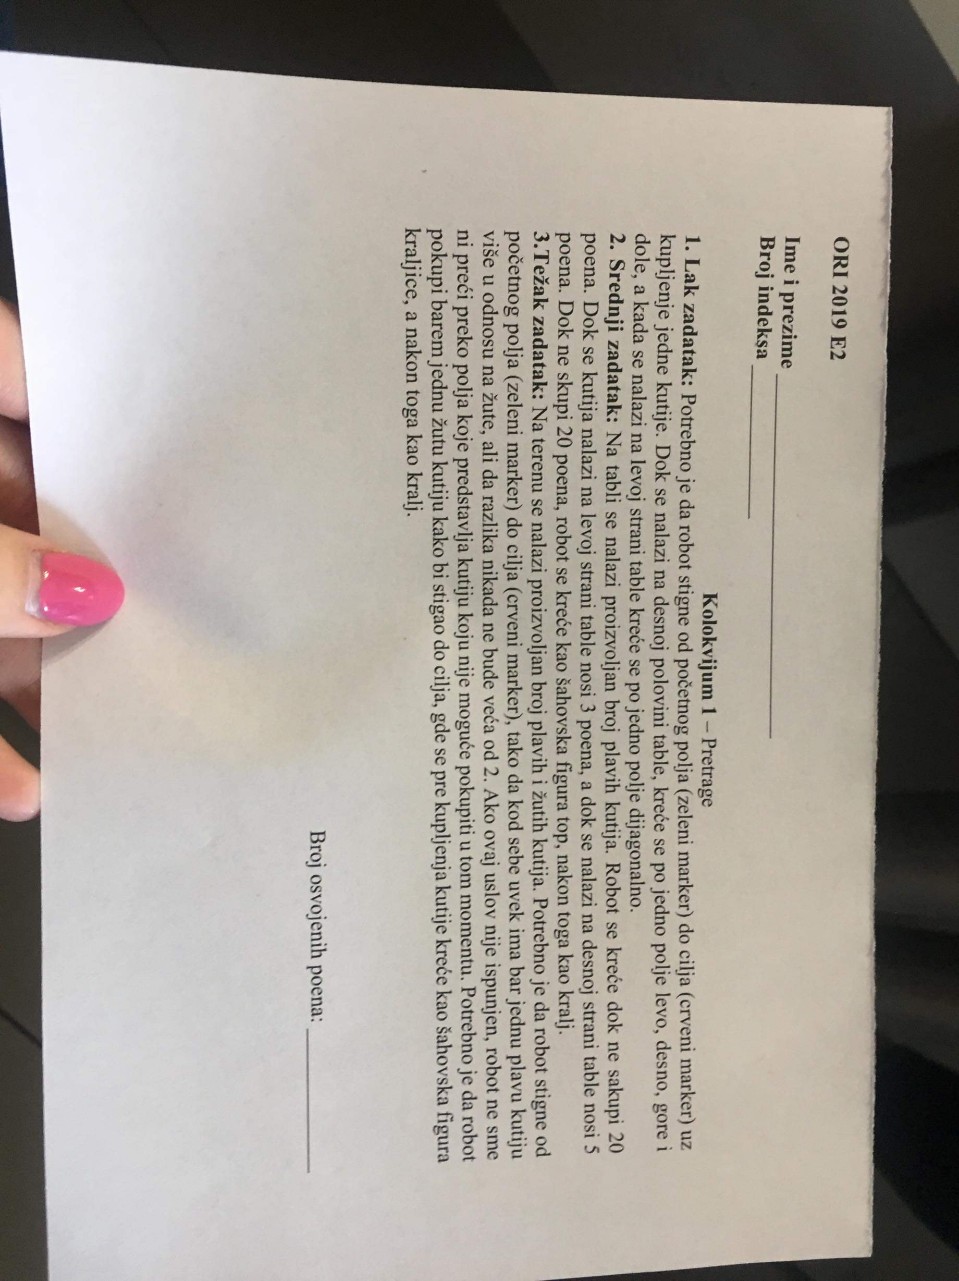 ORI 2019 E2
Ime i prezime ____________________
Broj indeksa ____________
Kolokvijum 1 – Pretrage
1. Lak zadatak: Potrebno je da robot stigne od početnog polja (zeleni marker) do cilja (crveni marker) uz
kupljenje jedne kutije. Dok se nalazi na desnoj polovini table, kreće se po jedno polje levo, desno, gore i
dole, a kada se nalazi na levoj strani table kreće se po jedno polje dijagonalno.
2. Srednji zadatak: Na tabli se nalazi proizvoljan broj plavih kutija. Robot se kreće dok ne sakupi 20
poena. Dok se kutija nalazi na levoj strani table nosi 3 poena, a dok se nalazi na desnoj strani table nosi 5
poena. Dok ne skupi 20 poena, robot se kreće kao šahovska figura top, nakon toga kao kralj.
3.Težak zadatak: Na terenu se nalazi proizvoljan broj plavih i žutih kutija. Potrebno je da robot stigne od
početnog polja (zeleni marker) do cilja (crveni marker), tako da kod sebe uvek ima bar jednu plavu kutiju
više u odnosu na žute, ali da razlika nikada ne bude veća od 2. Ako ovaj uslov nije ispunjen, robot ne sme
ni preći preko polja koje predstavlja kutiju koju nije moguće pokupiti u tom momentu. Potrebno je da robot
pokupi barem jednu žutu kutiju kako bi stigao do cilja, gde se pre kupljenja kutije kreće kao šahovska figura
kraljice, a nakon toga kao kralj.
Broj osvojenih poena: ____________